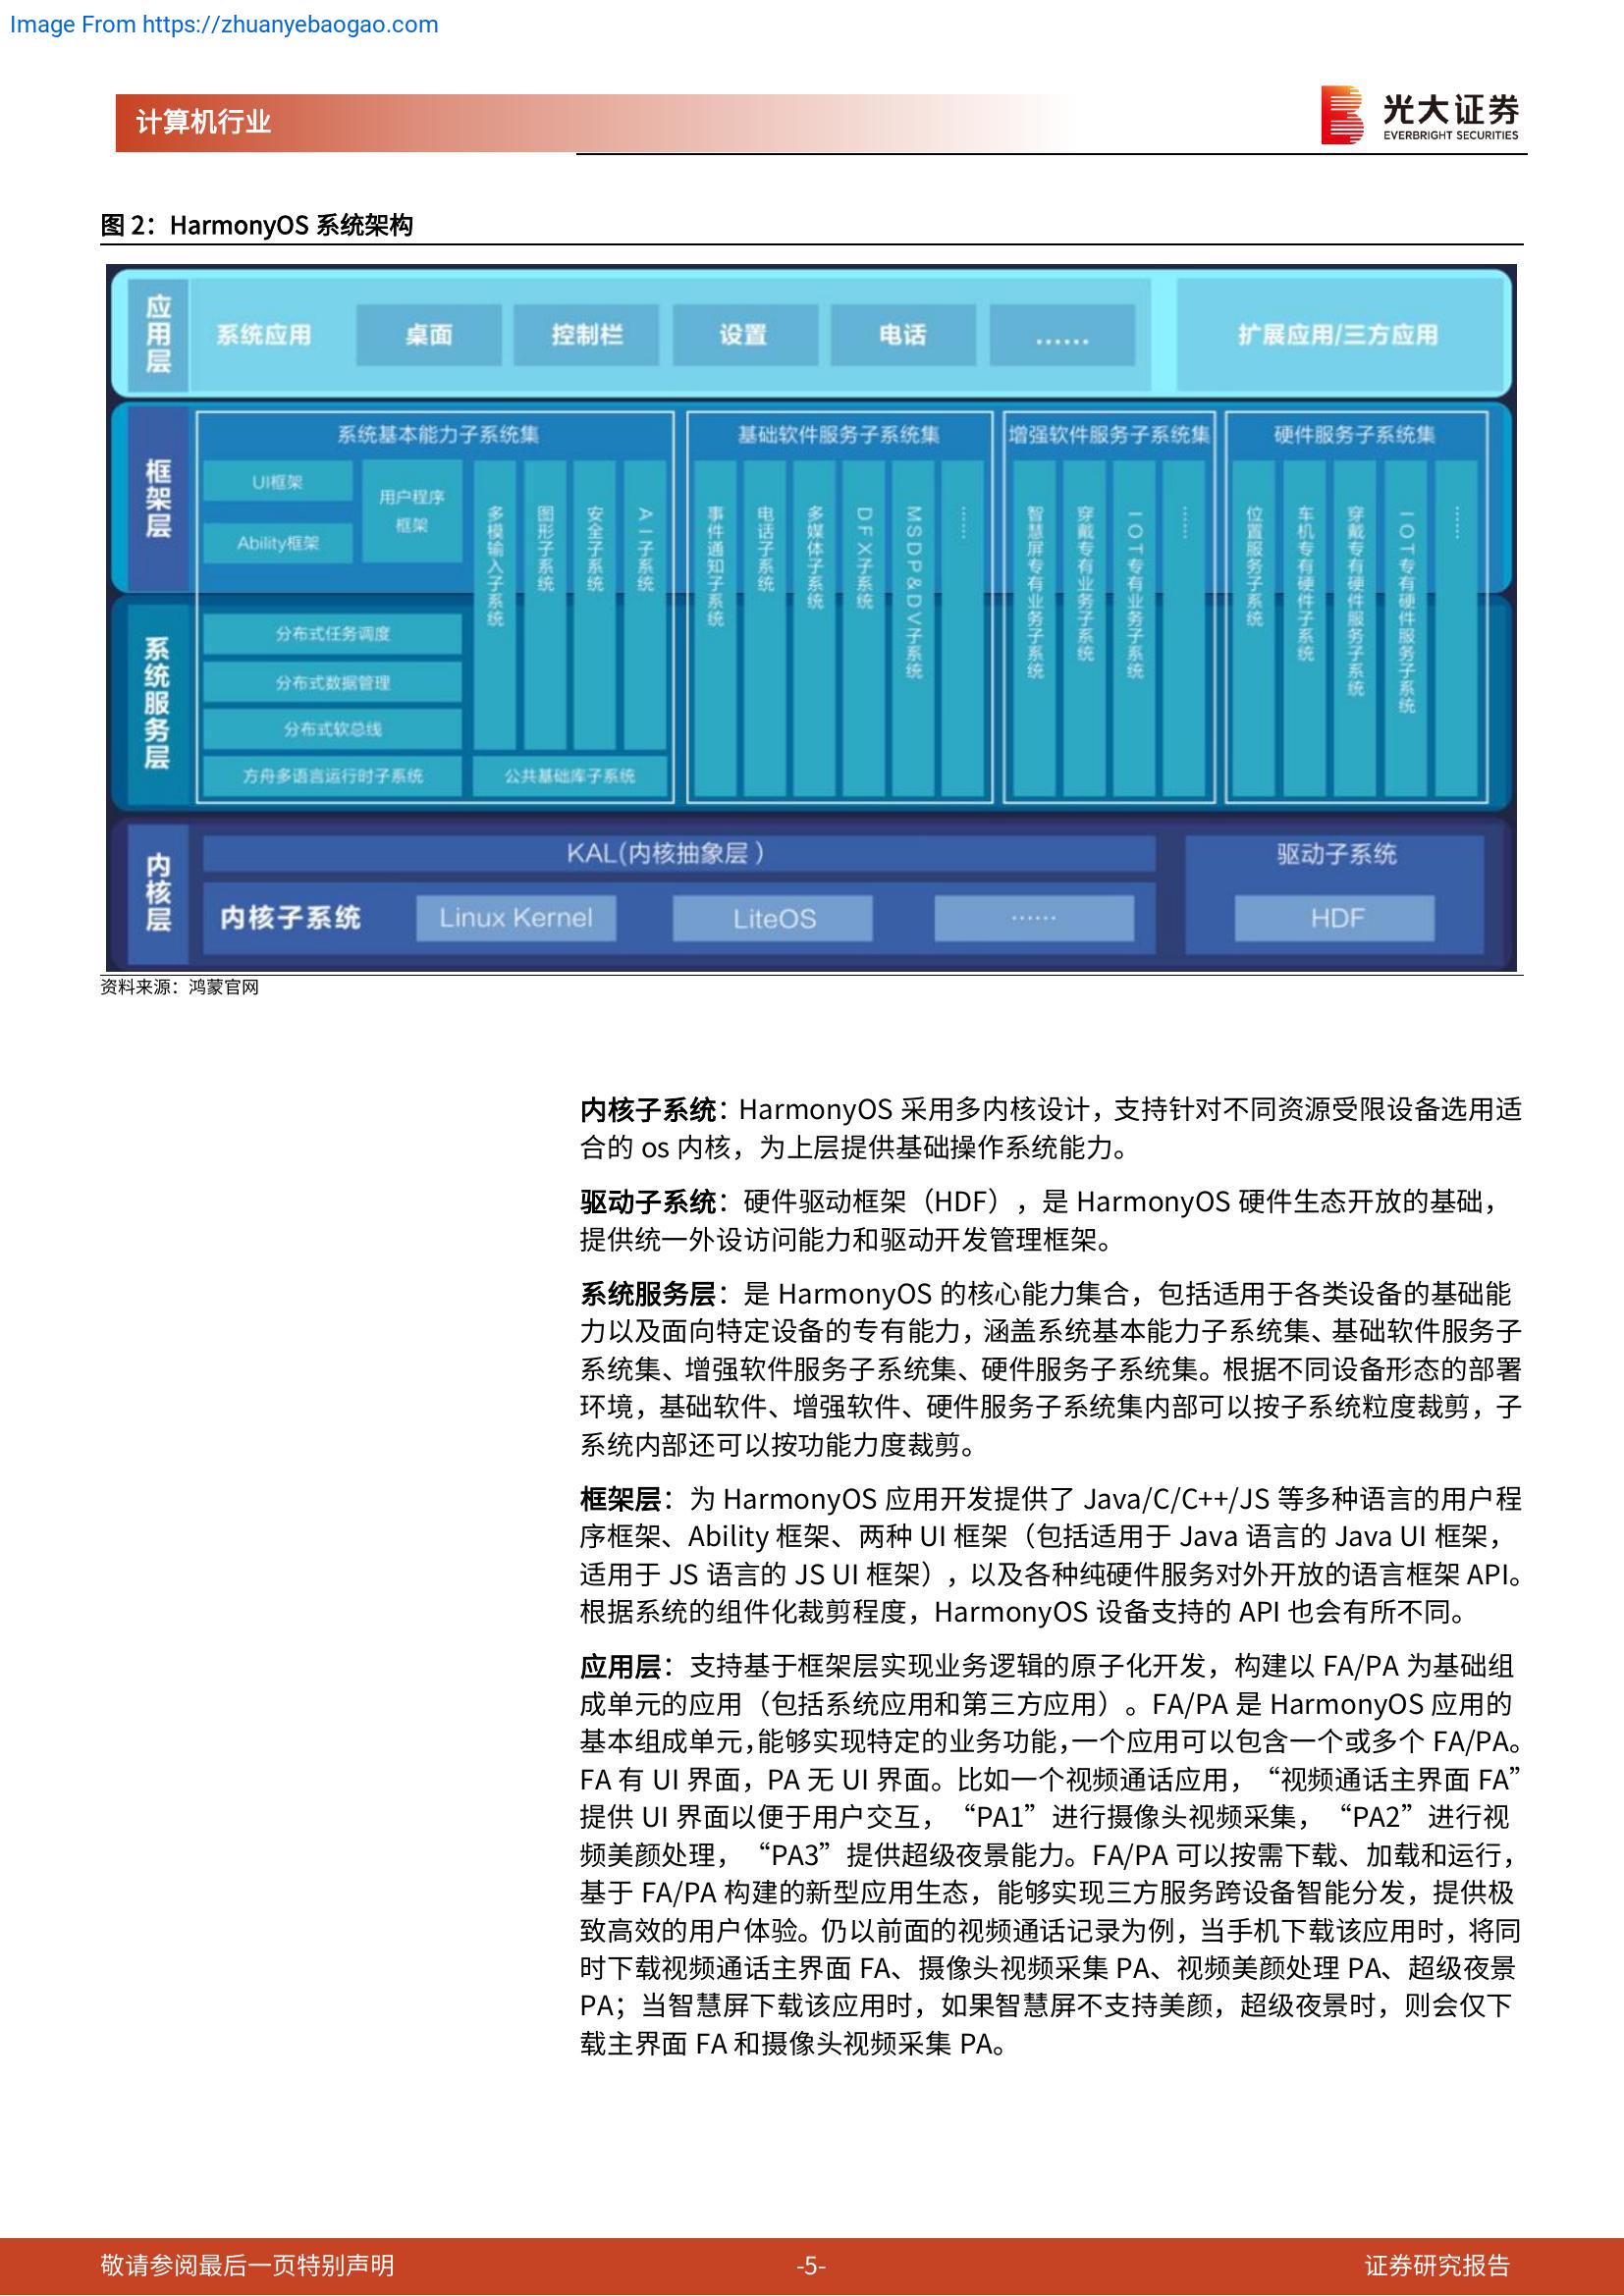 Image From https://zhuanyebaogao.com
计算机行业
光大证券
EVERBRIGHT SECURITIES
图 2：HarmonyOS 系统架构
应用层
系统应用
桌面
控制栏
设置
电话
......
扩展应用/三方应用
框架层
系统服务层
系统基本能力子系统集
UI框架
Ability框架
用户程序
框架
多模输入子系统
图形子系统
安全子系统
AI子系统
分布式任务调度
分布式数据管理
分布式软总线
方舟多语言运行时子系统
公共基础库子系统
基础软件服务子系统集
事件通知子系统
电话子系统
多媒体子系统
DFX子系统
MSDP&DV子系统
......
增强软件服务子系统集
智慧屏专有业务子系统
穿戴专有业务子系统
IOT专有业务子系统
......
硬件服务子系统集
位置服务子系统
车机专有硬件子系统
穿戴专有硬件服务子系统
IOT专有硬件服务子系统
......
内核层
KAL(内核抽象层 )
内核子系统
Linux Kernel
LiteOS
......
驱动子系统
HDF
资料来源：鸿蒙官网
内核子系统：HarmonyOS 采用多内核设计，支持针对不同资源受限设备选用适
合的 os 内核，为上层提供基础操作系统能力。
驱动子系统：硬件驱动框架（HDF），是 HarmonyOS 硬件生态开放的基础，
提供统一外设访问能力和驱动开发管理框架。
系统服务层：是 HarmonyOS 的核心能力集合，包括适用于各类设备的基础能
力以及面向特定设备的专有能力，涵盖系统基本能力子系统集、基础软件服务子
系统集、增强软件服务子系统集、硬件服务子系统集。根据不同设备形态的部署
环境，基础软件、增强软件、硬件服务子系统集内部可以按子系统粒度裁剪，子
系统内部还可以按功能力度裁剪。
框架层：为 HarmonyOS 应用开发提供了 Java/C/C++/JS 等多种语言的用户程
序框架、Ability 框架、两种 UI 框架（包括适用于 Java 语言的 Java UI 框架，
适用于 JS 语言的 JS UI 框架），以及各种纯硬件服务对外开放的语言框架 API。
根据系统的组件化裁剪程度，HarmonyOS 设备支持的 API 也会有所不同。
应用层：支持基于框架层实现业务逻辑的原子化开发，构建以 FA/PA 为基础组
成单元的应用（包括系统应用和第三方应用）。FA/PA 是 HarmonyOS 应用的
基本组成单元，能够实现特定的业务功能，一个应用可以包含一个或多个 FA/PA。
FA 有 UI 界面，PA 无 UI 界面。比如一个视频通话应用，“视频通话主界面 FA”
提供 UI 界面以便于用户交互，“PA1”进行摄像头视频采集，“PA2”进行视
频美颜处理，“PA3”提供超级夜景能力。FA/PA 可以按需下载、加载和运行，
基于 FA/PA 构建的新型应用生态，能够实现三方服务跨设备智能分发，提供极
致高效的用户体验。仍以前面的视频通话记录为例，当手机下载该应用时，将同
时下载视频通话主界面 FA、摄像头视频采集 PA、视频美颜处理 PA、超级夜景
PA；当智慧屏下载该应用时，如果智慧屏不支持美颜，超级夜景时，则会仅下
载主界面 FA 和摄像头视频采集 PA。
敬请参阅最后一页特别声明
-5-
证券研究报告